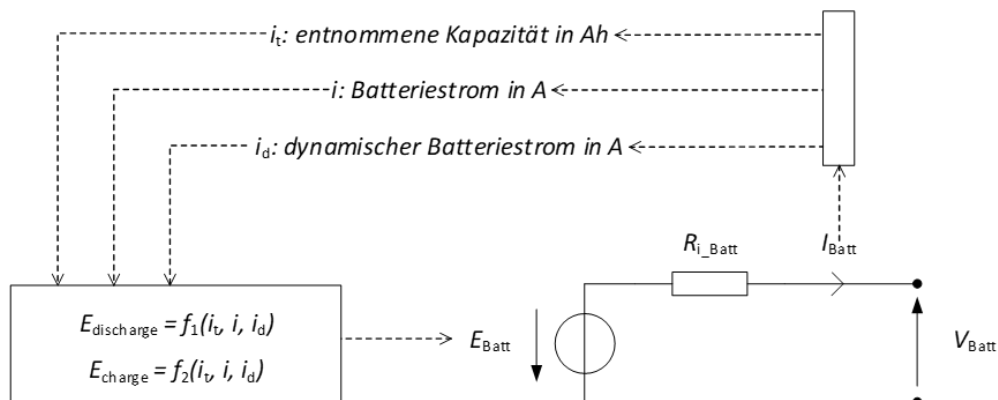 iₜ: entnommene Kapazität in Ah
i: Batteriestrom in A
i_d: dynamischer Batteriestrom in A
R_i_Batt
I_Batt
E_discharge = f₁(iₜ, i, i_d)
E_charge = f₂(iₜ, i, i_d)
E_Batt
V_Batt